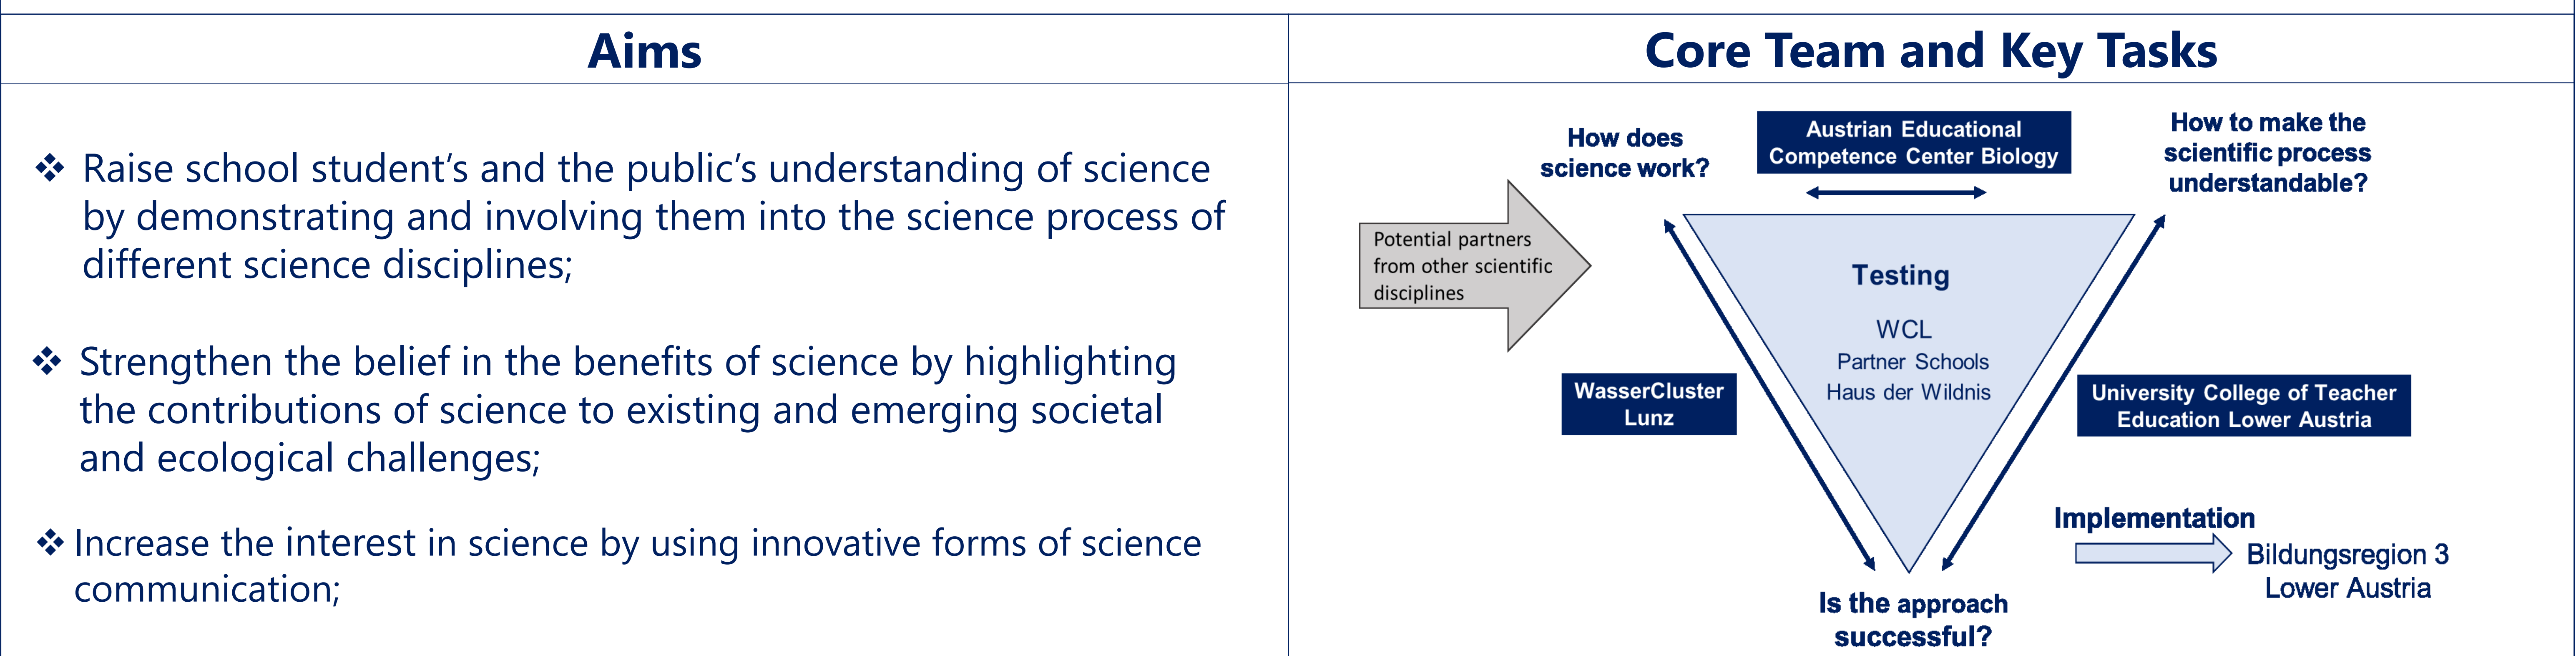 Aims
❖ Raise school student’s and the public’s understanding of science
by demonstrating and involving them into the science process of
different science disciplines;
❖ Strengthen the belief in the benefits of science by highlighting
the contributions of science to existing and emerging societal
and ecological challenges;
❖ Increase the interest in science by using innovative forms of science
communication;
Core Team and Key Tasks
How does
science work?
Austrian Educational
Competence Center Biology
How to make the
scientific process
understandable?
Potential partners
from other scientific
disciplines
Testing
WCL
Partner Schools
Haus der Wildnis
WasserCluster
Lunz
University College of Teacher
Education Lower Austria
Implementation
Bildungsregion 3
Lower Austria
Is the approach
successful?